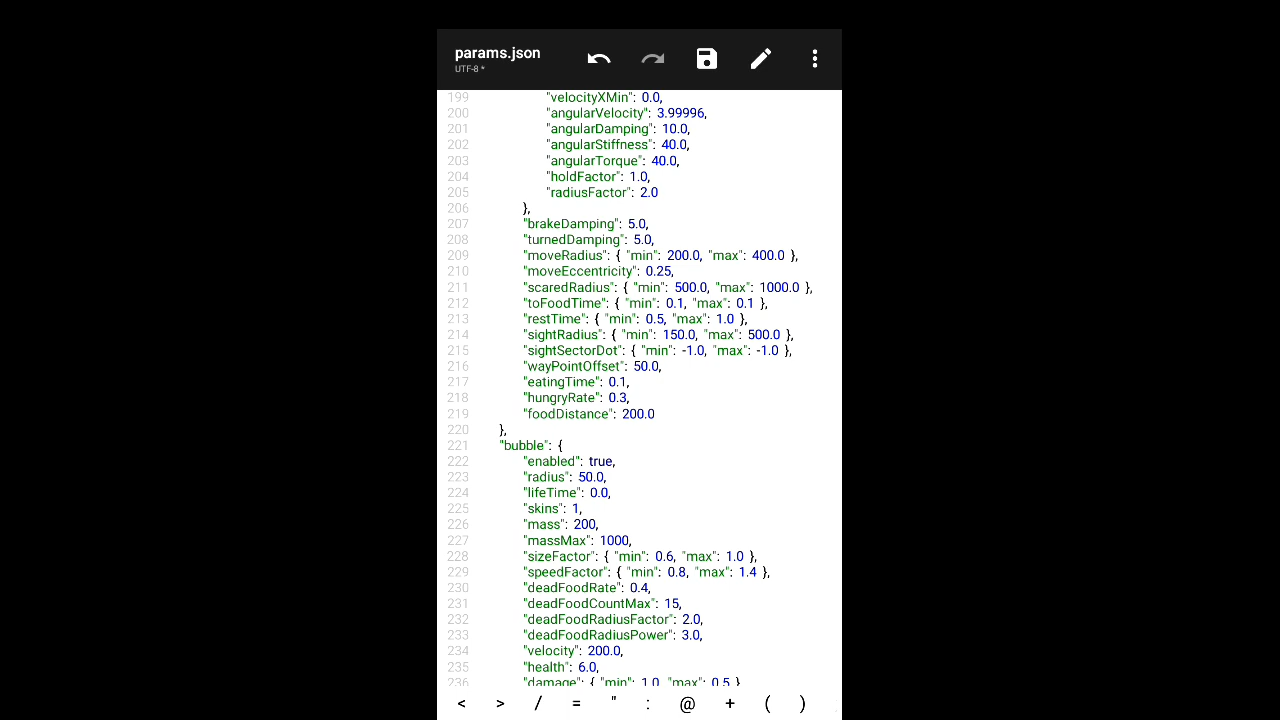 params.json
UTF-8 *
199 "velocityXMin": 0.0,
200 "angularVelocity": 3.99996,
201 "angularDamping": 10.0,
202 "angularStiffness": 40.0,
203 "angularTorque": 40.0,
204 "holdFactor": 1.0,
205 "radiusFactor": 2.0
206 },
207 "brakeDamping": 5.0,
208 "turnedDamping": 5.0,
209 "moveRadius": { "min": 200.0, "max": 400.0 },
210 "moveEccentricity": 0.25,
211 "scaredRadius": { "min": 500.0, "max": 1000.0 },
212 "toFoodTime": { "min": 0.1, "max": 0.1 },
213 "restTime": { "min": 0.5, "max": 1.0 },
214 "sightRadius": { "min": 150.0, "max": 500.0 },
215 "sightSectorDot": { "min": -1.0, "max": -1.0 },
216 "wayPointOffset": 50.0,
217 "eatingTime": 0.1,
218 "hungryRate": 0.3,
219 "foodDistance": 200.0
220 },
221 "bubble": {
222 "enabled": true,
223 "radius": 50.0,
224 "lifeTime": 0.0,
225 "skins": 1,
226 "mass": 200,
227 "massMax": 1000,
228 "sizeFactor": { "min": 0.6, "max": 1.0 },
229 "speedFactor": { "min": 0.8, "max": 1.4 },
230 "deadFoodRate": 0.4,
231 "deadFoodCountMax": 15,
232 "deadFoodRadiusFactor": 2.0,
233 "deadFoodRadiusPower": 3.0,
234 "velocity": 200.0,
235 "health": 6.0,
236 "damage": { "min": 1.0, "max": 0.5 }
< > / = " : @ + ( )